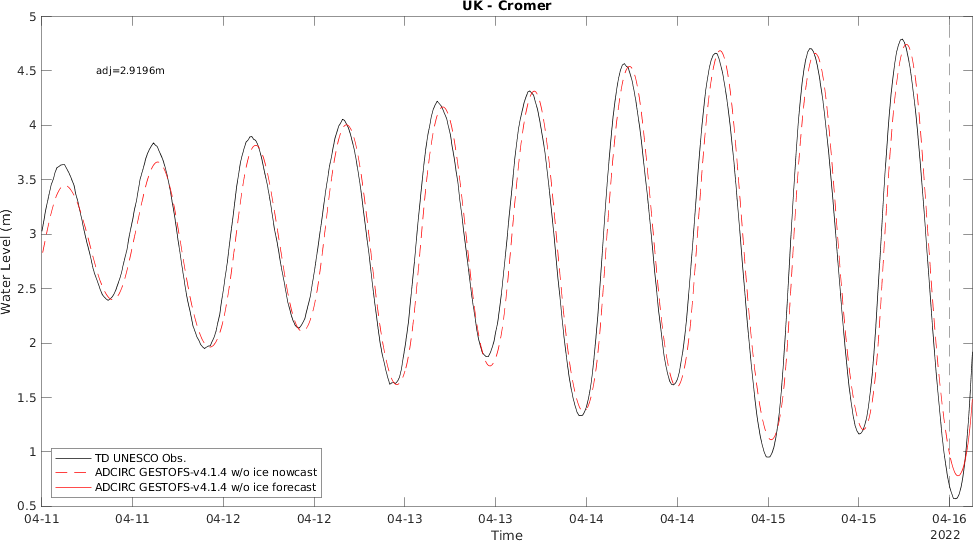 UK - Cromer
5
4.5
4
3.5
3
2.5
2
1.5
1
0.5
Water Level (m)
adj=2.9196m
TD UNESCO Obs.
ADCIRC GESTOFS-v4.1.4 w/o ice nowcast
ADCIRC GESTOFS-v4.1.4 w/o ice forecast
04-11 04-11 04-12 04-12 04-13 04-13 04-14 04-14 04-15 04-15 04-16
Time
2022